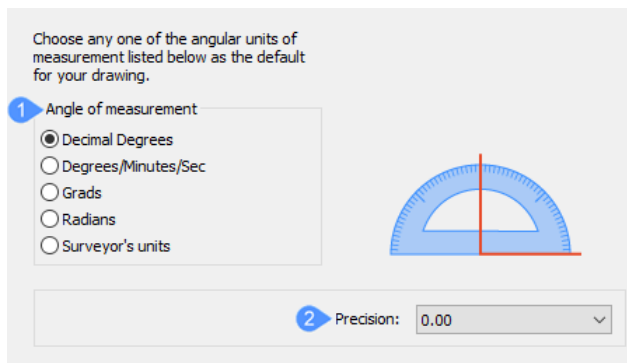 Choose any one of the angular units of
measurement listed below as the default
for your drawing.
1 Angle of measurement
Decimal Degrees
Degrees/Minutes/Sec
Grads
Radians
Surveyor's units
2 Precision: 0.00